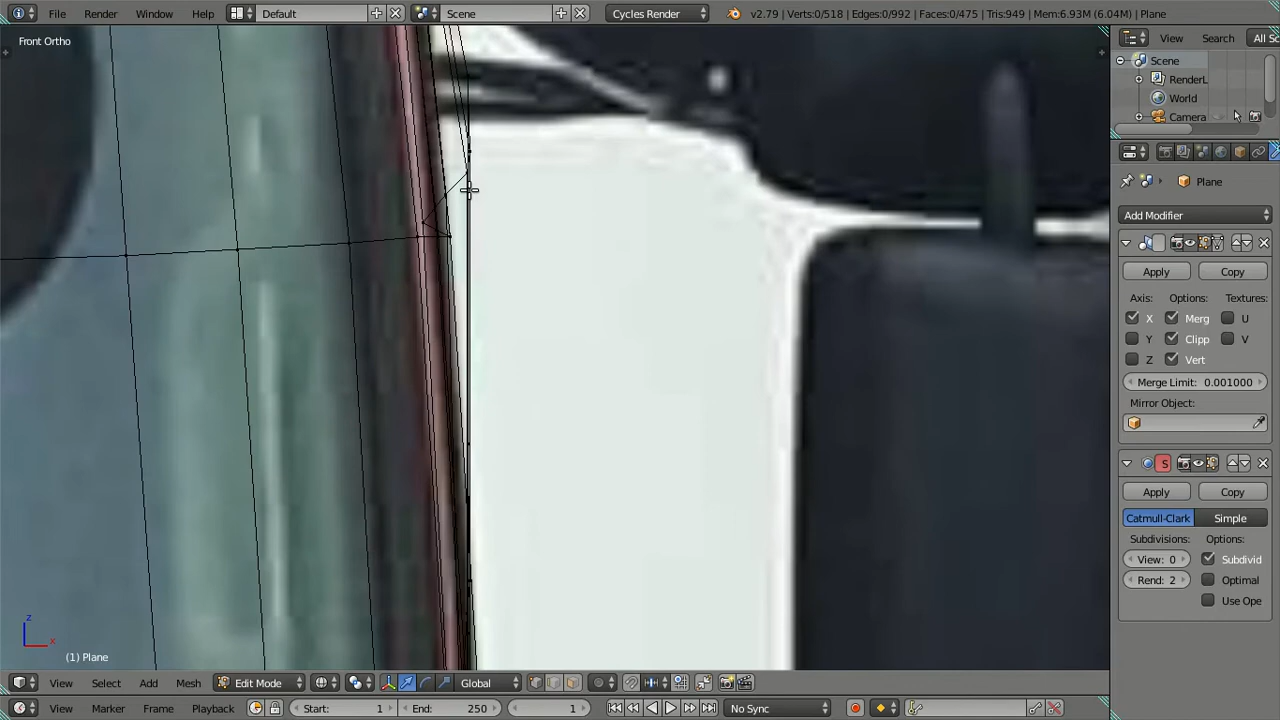 File Render Window Help Default Scene Cycles Render v2.79 | Verts:0/518 | Edges:0/992 | Faces:0/475 | Tris:949 | Mem:6.93M (6.04M) | Plane
Front Ortho
View Search All Sc
Scene
RenderL
World
Camera
Plane
Add Modifier
Apply Copy
Axis: Options: Textures:
X Merg U
Y Clipp V
Z Vert
Merge Limit: 0.001000
Mirror Object:
S
Apply Copy
Catmull-Clark Simple
Subdivisions: Options:
View: 0 Subdivid
Rend: 2 Optimal
Use Ope
z
x
(1) Plane
View Select Add Mesh Edit Mode Global
View Marker Frame Playback Start: 1 End: 250 1 No Sync